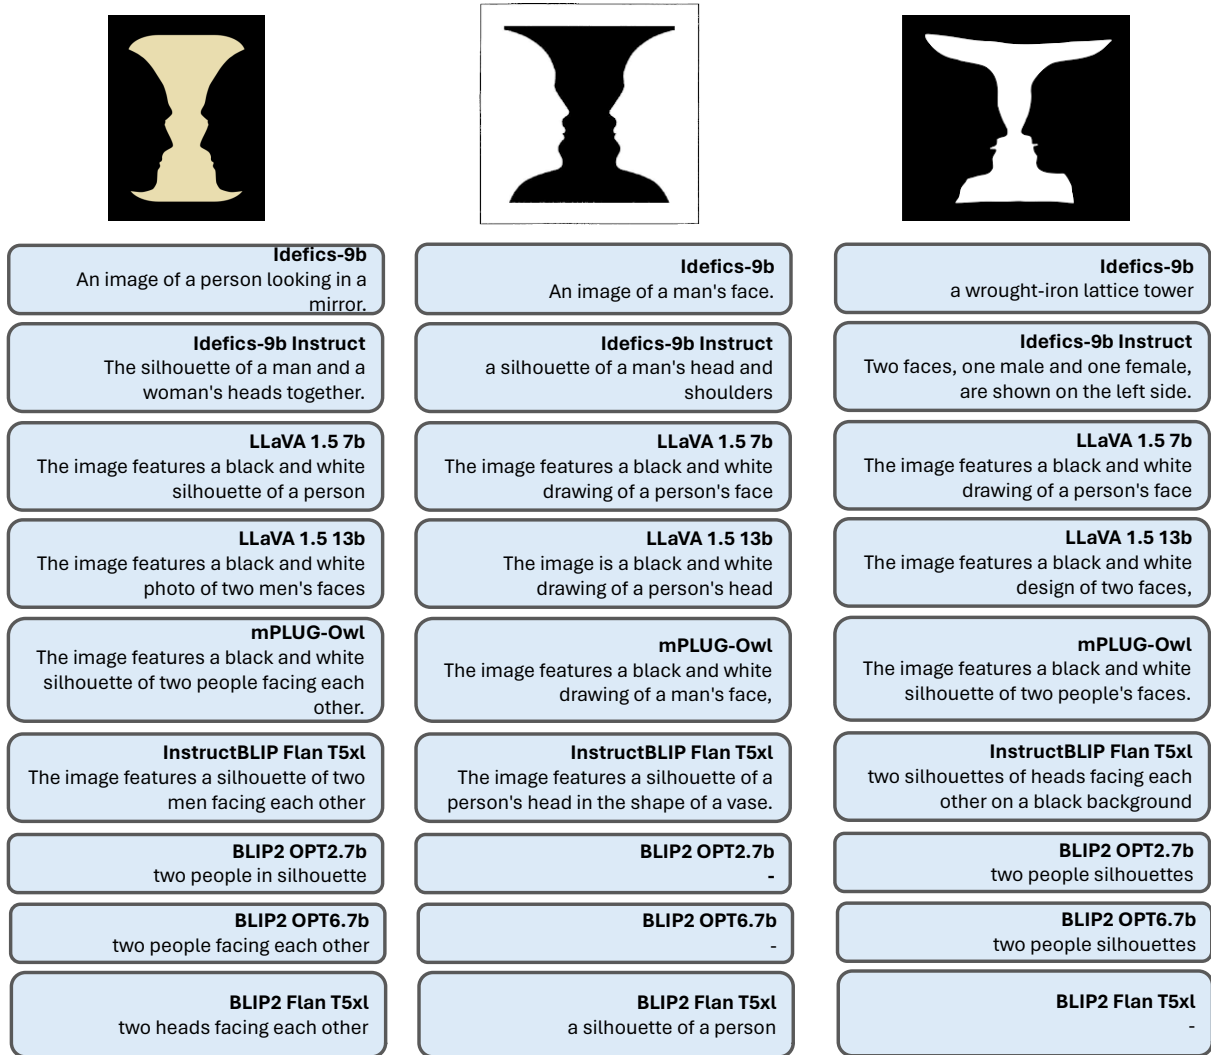 Idefics-9b
An image of a person looking in a
mirror.
Idefics-9b Instruct
The silhouette of a man and a
woman's heads together.
LLaVA 1.5 7b
The image features a black and white
silhouette of a person
LLaVA 1.5 13b
The image features a black and white
photo of two men's faces
mPLUG-Owl
The image features a black and white
silhouette of two people facing each
other.
InstructBLIP Flan T5xl
The image features a silhouette of two
men facing each other
BLIP2 OPT2.7b
two people in silhouette
BLIP2 OPT6.7b
two people facing each other
BLIP2 Flan T5xl
two heads facing each other
Idefics-9b
An image of a man's face.
Idefics-9b Instruct
a silhouette of a man's head and
shoulders
LLaVA 1.5 7b
The image features a black and white
drawing of a person's face
LLaVA 1.5 13b
The image is a black and white
drawing of a person's head
mPLUG-Owl
The image features a black and white
drawing of a man's face,
InstructBLIP Flan T5xl
The image features a silhouette of a
person's head in the shape of a vase.
BLIP2 OPT2.7b
-
BLIP2 OPT6.7b
-
BLIP2 Flan T5xl
a silhouette of a person
Idefics-9b
a wrought-iron lattice tower
Idefics-9b Instruct
Two faces, one male and one female,
are shown on the left side.
LLaVA 1.5 7b
The image features a black and white
drawing of a person's face
LLaVA 1.5 13b
The image features a black and white
design of two faces,
mPLUG-Owl
The image features a black and white
silhouette of two people's faces.
InstructBLIP Flan T5xl
two silhouettes of heads facing each
other on a black background
BLIP2 OPT2.7b
two people silhouettes
BLIP2 OPT6.7b
two people silhouettes
BLIP2 Flan T5xl
-